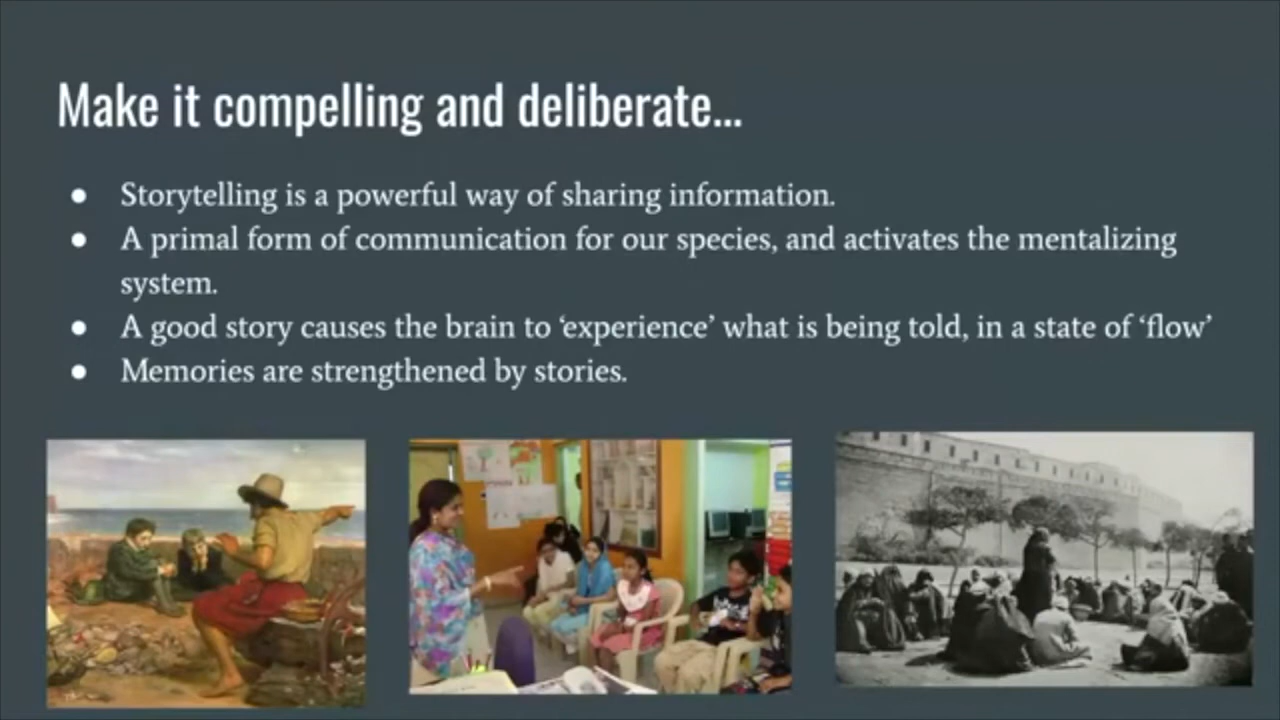 Make it compelling and deliberate...
● Storytelling is a powerful way of sharing information.
● A primal form of communication for our species, and activates the mentalizing
system.
● A good story causes the brain to ‘experience’ what is being told, in a state of ‘flow’
● Memories are strengthened by stories.